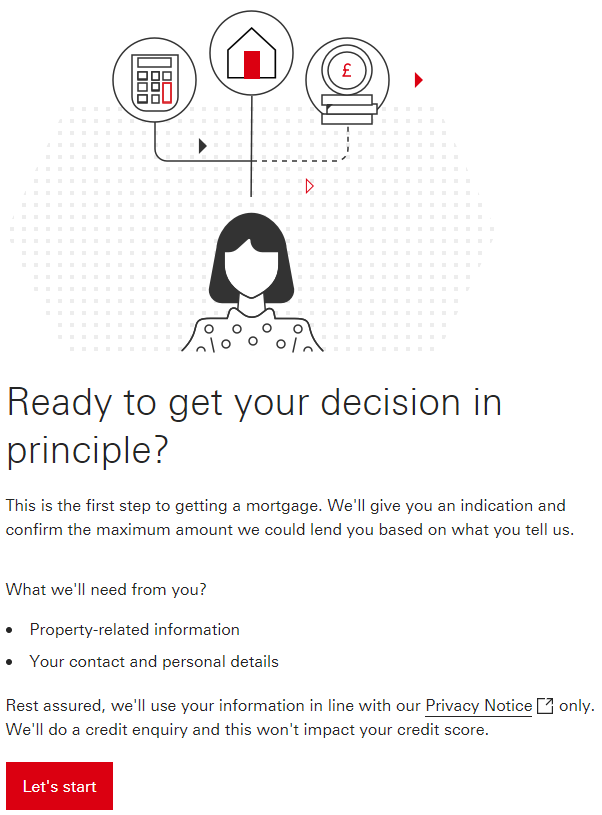 £
Ready to get your decision in
principle?
This is the first step to getting a mortgage. We'll give you an indication and
confirm the maximum amount we could lend you based on what you tell us.
What we'll need from you?
• Property-related information
• Your contact and personal details
Rest assured, we'll use your information in line with our Privacy Notice only.
We'll do a credit enquiry and this won't impact your credit score.
Let's start